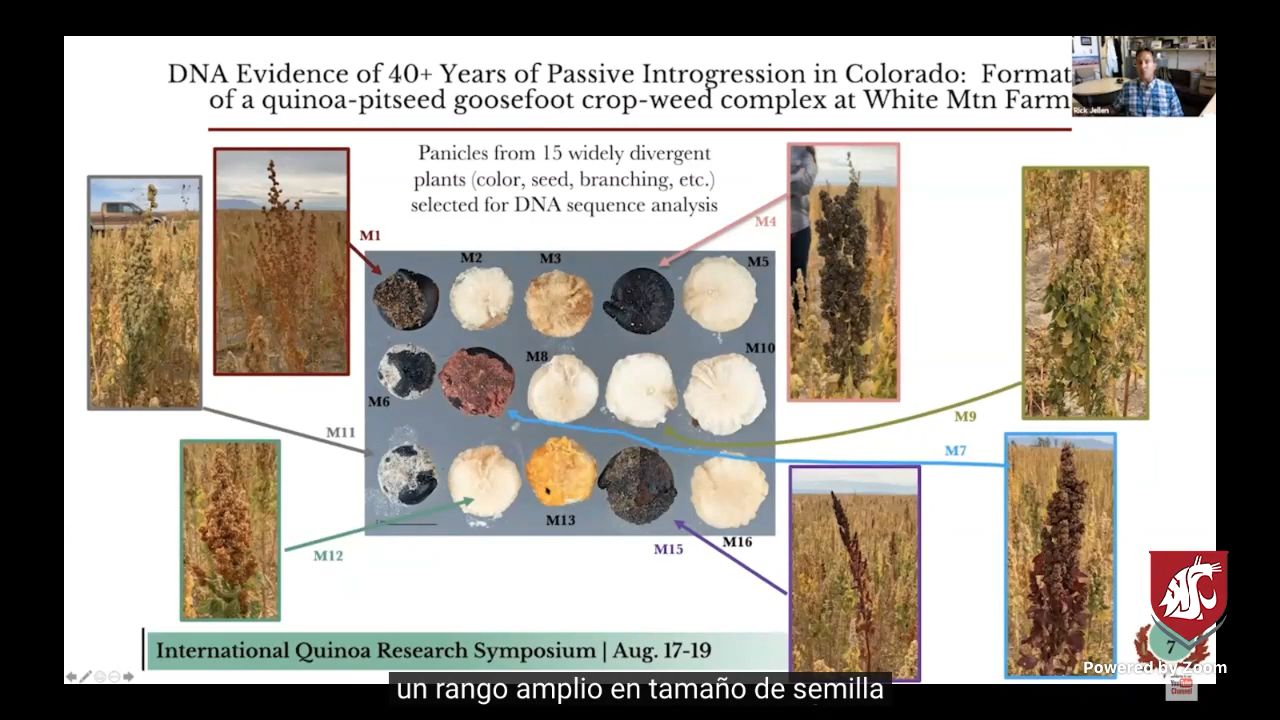 DNA Evidence of 40+ Years of Passive Introgression in Colorado: Format
of a quinoa-pitseed goosefoot crop-weed complex at White Mtn Farm
Rick Jellen
Panicles from 15 widely divergent
plants (color, seed, branching, etc.)
selected for DNA sequence analysis
M1
M2
M3
M4
M5
M6
M8
M10
M9
M11
M7
M12
M13
M15
M16
International Quinoa Research Symposium | Aug. 17-19
7
Powered by Zoom
un rango amplio en tamaño de semilla
YouTube
Channel